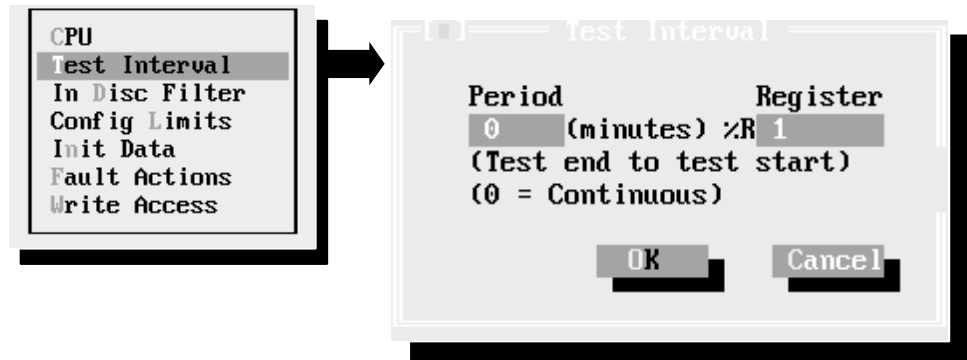 CPU
Test Interval
In Disc Filter
Config Limits
Init Data
Fault Actions
Write Access
[■] Test Interval
Period Register
0 (minutes) %R 1
(Test end to test start)
(0 = Continuous)
OK Cancel